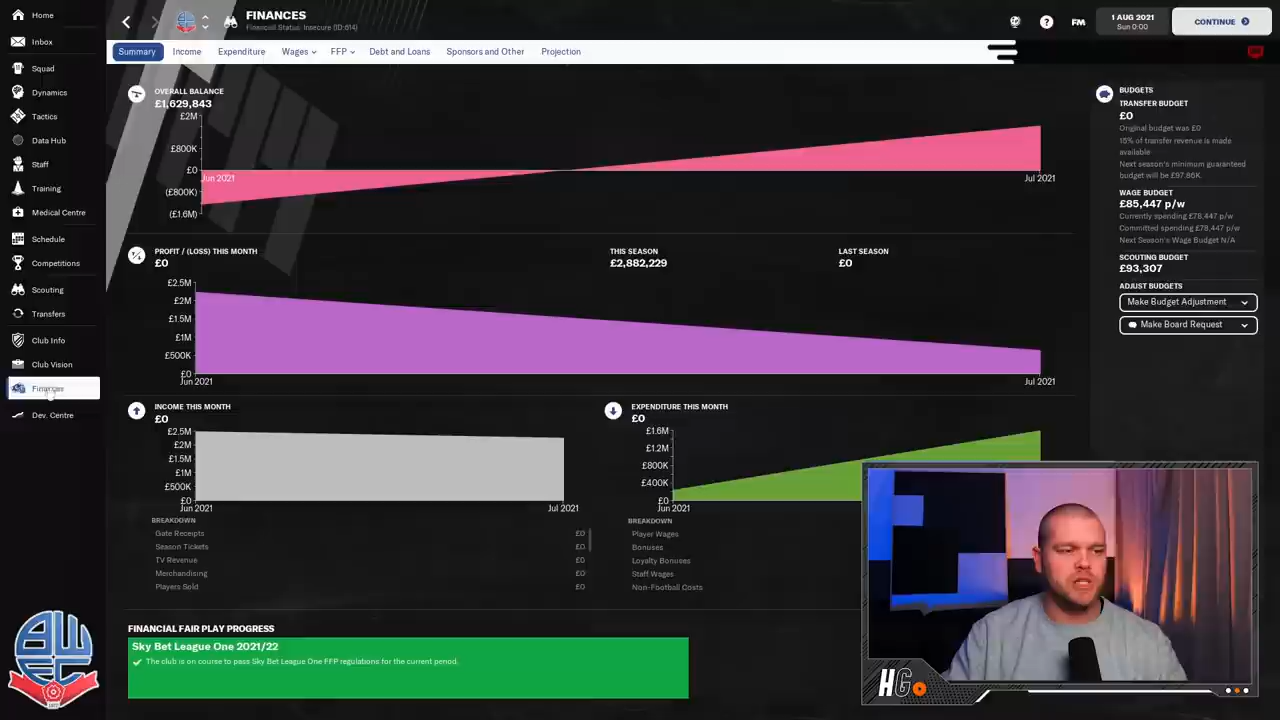 Home
Inbox
Squad
Dynamics
Tactics
Data Hub
Staff
Training
Medical Centre
Schedule
Competitions
Scouting
Transfers
Club Info
Club Vision
Finances
Dev. Centre
FINANCES
Financial Status: Insecure (ID:614)
FM
1 AUG 2021
Sun 0:00
CONTINUE
Summary
Income
Expenditure
Wages
FFP
Debt and Loans
Sponsors and Other
Projection
OVERALL BALANCE
£1,629,843
£2M
£800K
£0
(£800K)
(£1.6M)
Jun 2021
Jul 2021
PROFIT / (LOSS) THIS MONTH
£0
THIS SEASON
£2,882,229
LAST SEASON
£0
£2.5M
£2M
£1.5M
£1M
£500K
£0
Jun 2021
Jul 2021
INCOME THIS MONTH
£0
£2.5M
£2M
£1.5M
£1M
£500K
£0
Jun 2021
Jul 2021
BREAKDOWN
Gate Receipts £0
Season Tickets £0
TV Revenue £0
Merchandising £0
Players Sold £0
EXPENDITURE THIS MONTH
£0
£1.6M
£1.2M
£800K
£400K
£0
Jun 2021
BREAKDOWN
Player Wages
Bonuses
Loyalty Bonuses
Staff Wages
Non-Football Costs
FINANCIAL FAIR PLAY PROGRESS
Sky Bet League One 2021/22
The club is on course to pass Sky Bet League One FFP regulations for the current period.
BUDGETS
TRANSFER BUDGET
£0
Original budget was £0
15% of transfer revenue is made
available
Next season's minimum guaranteed
budget will be £97.86K.
WAGE BUDGET
£85,447 p/w
Currently spending £78,447 p/w
Committed spending £78,447 p/w
Next Season's Wage Budget N/A
SCOUTING BUDGET
£93,307
ADJUST BUDGETS
Make Budget Adjustment
Make Board Request
HG